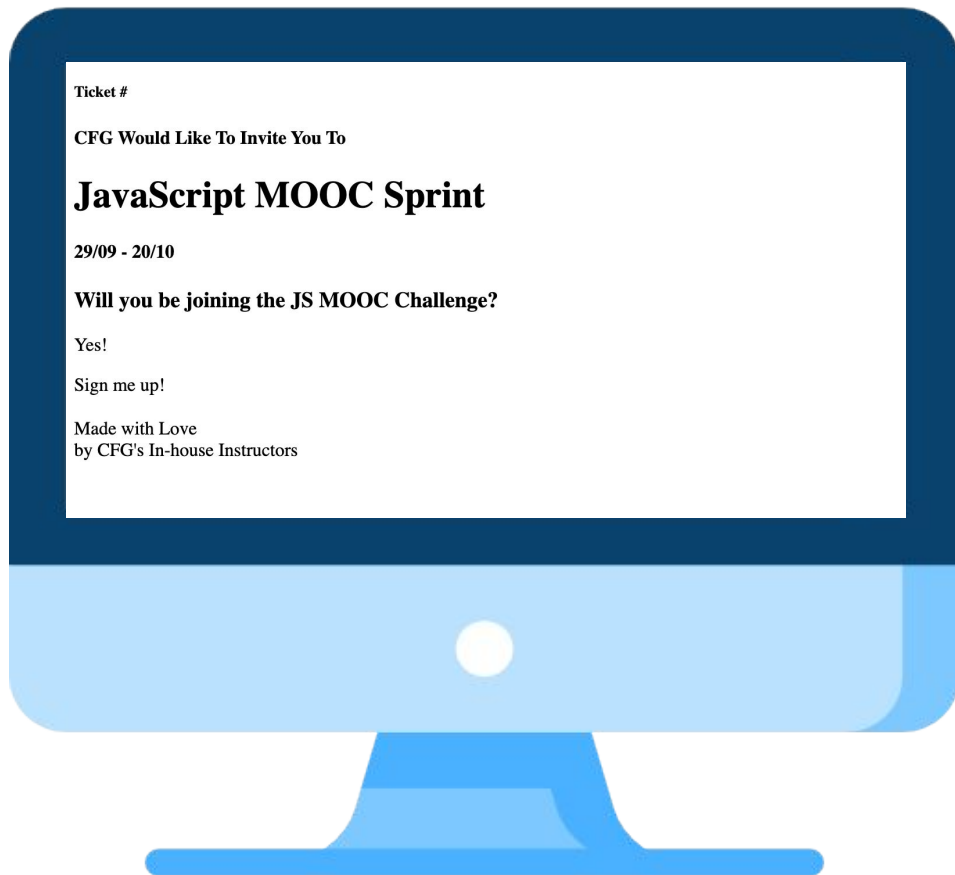 Ticket #
CFG Would Like To Invite You To
JavaScript MOOC Sprint
29/09 - 20/10
Will you be joining the JS MOOC Challenge?
Yes!
Sign me up!
Made with Love
by CFG's In-house Instructors